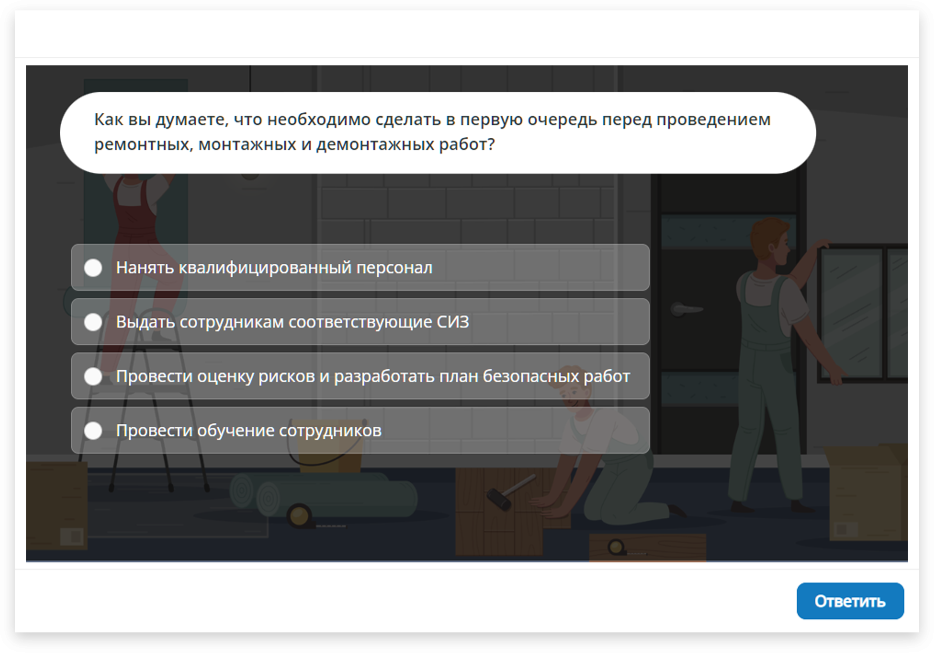 Как вы думаете, что необходимо сделать в первую очередь перед проведением
ремонтных, монтажных и демонтажных работ?
Нанять квалифицированный персонал
Выдать сотрудникам соответствующие СИЗ
Провести оценку рисков и разработать план безопасных работ
Провести обучение сотрудников
Ответить